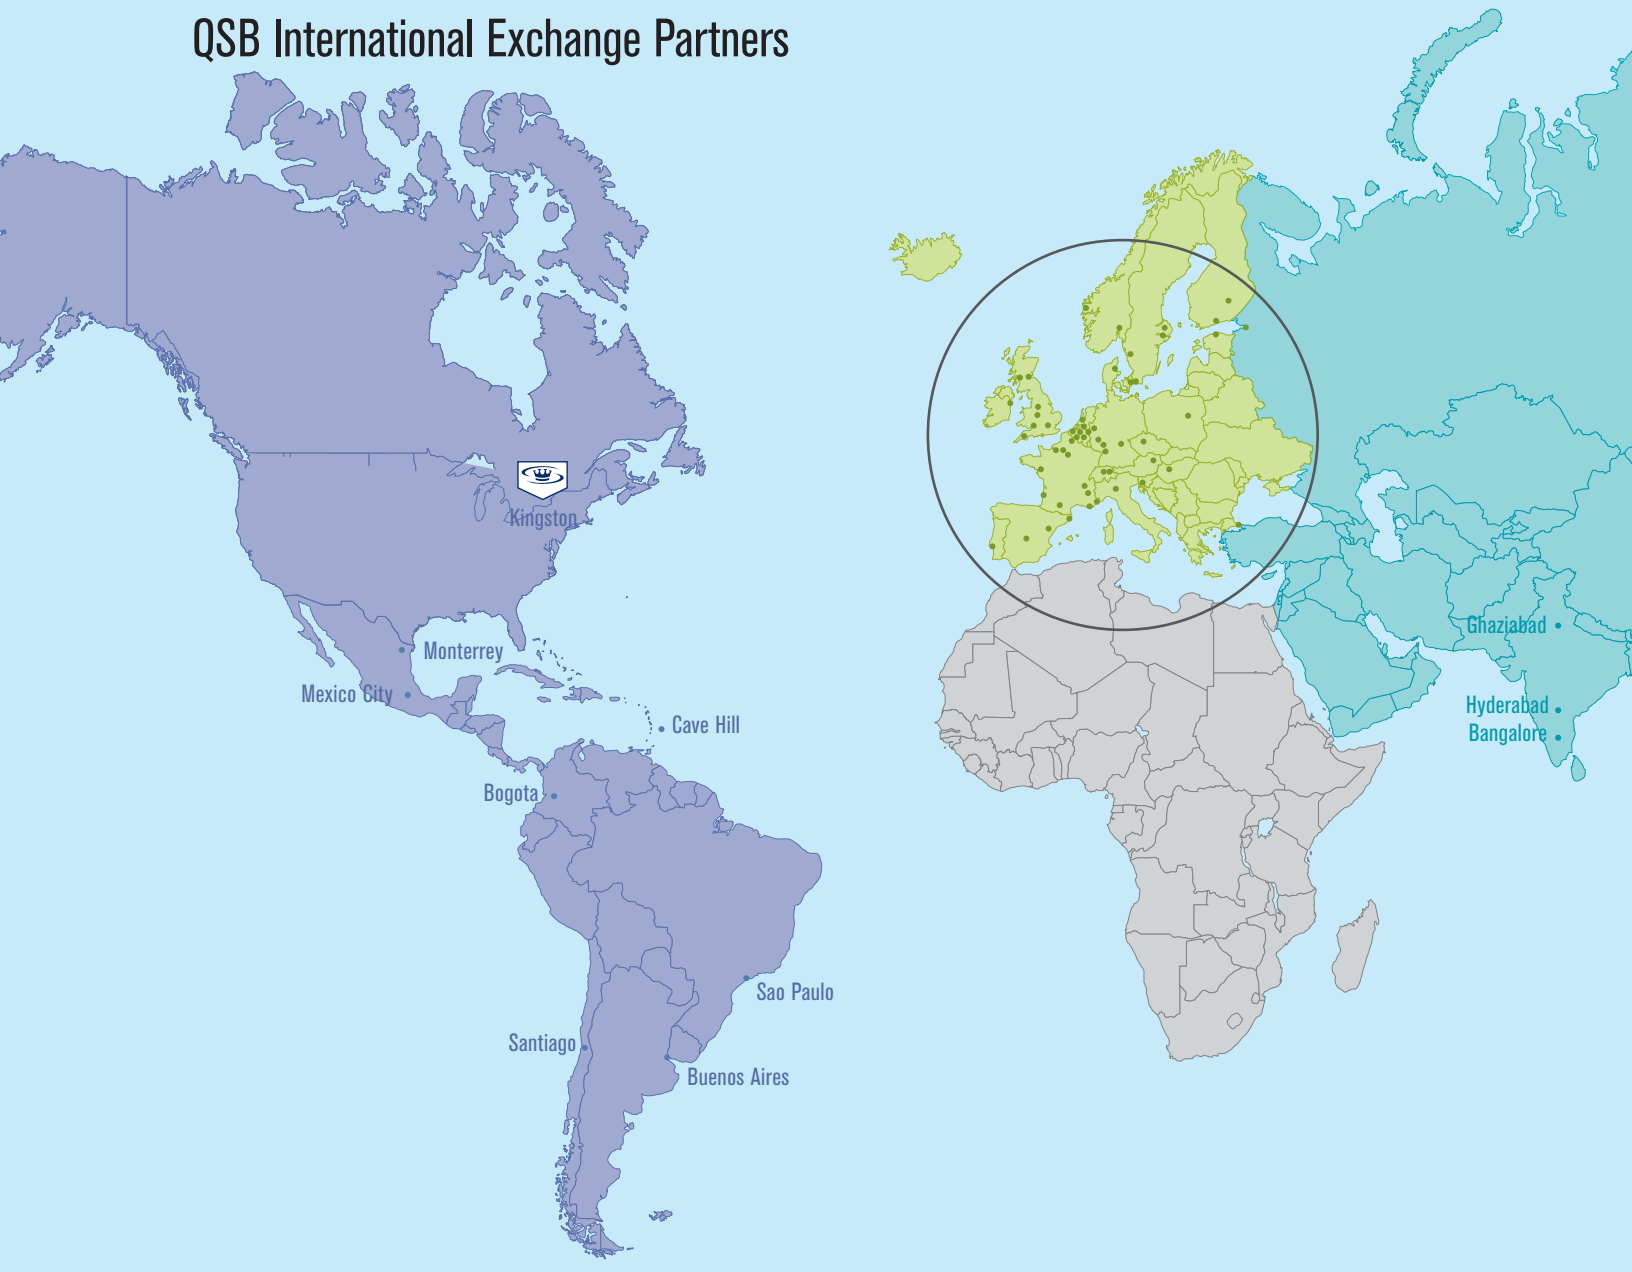 QSB International Exchange Partners
Kingston
Monterrey
Mexico City
Cave Hill
Bogota
Sao Paulo
Santiago
Buenos Aires
Ghaziabad
Hyderabad
Bangalore